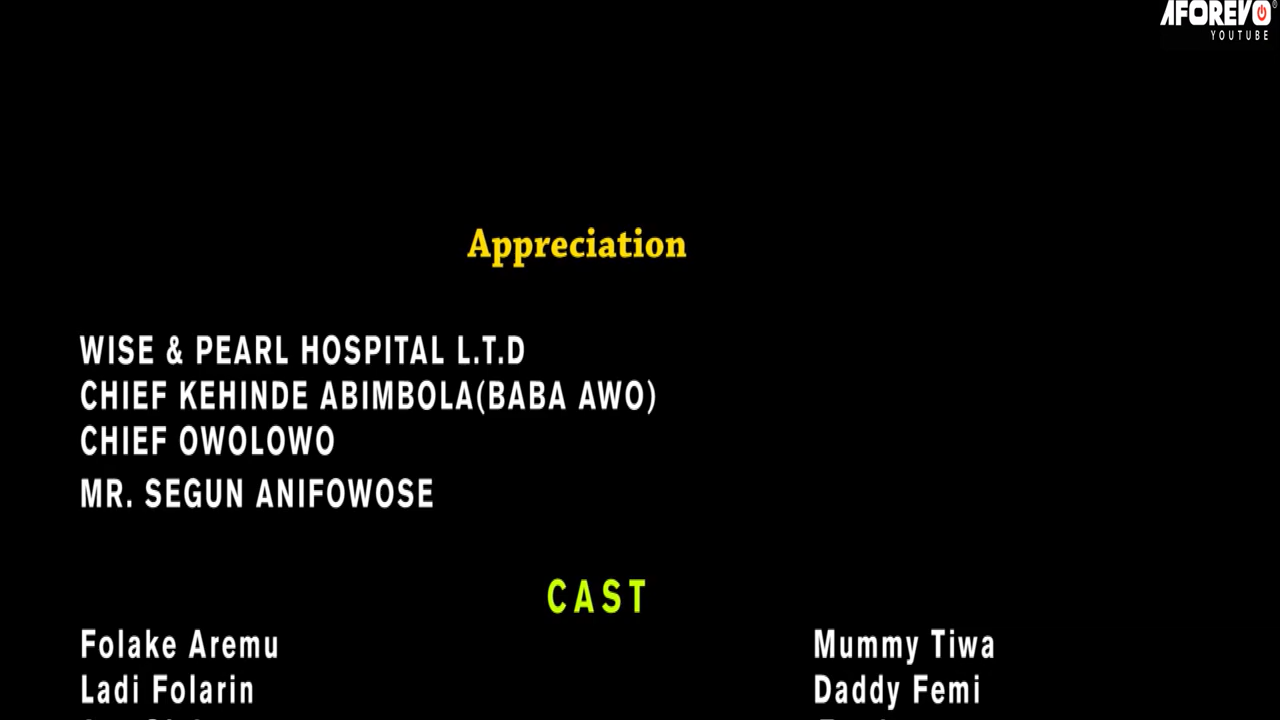 AFOREVO
YOUTUBE
Appreciation
WISE & PEARL HOSPITAL L.T.D
CHIEF KEHINDE ABIMBOLA(BABA AWO)
CHIEF OWOLOWO
MR. SEGUN ANIFOWOSE
CAST
Folake Aremu Mummy Tiwa
Ladi Folarin Daddy Femi